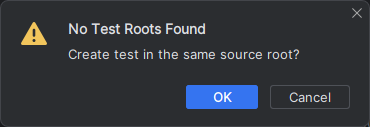 No Test Roots Found
Create test in the same source root?
OK
Cancel